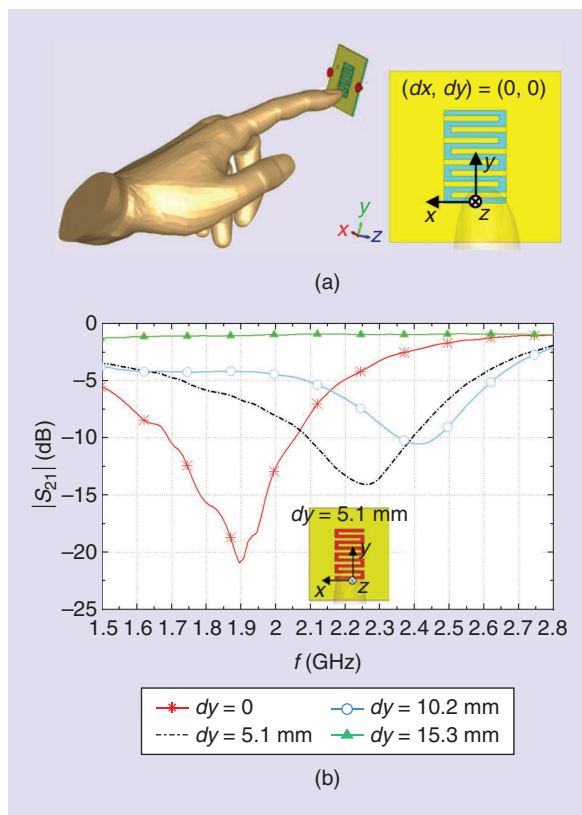 (dx, dy) = (0, 0)
y
x
z
y
x
z
(a)
0
−5
−10
−15
−20
−25
|S21| (dB)
dy = 5.1 mm
y
x
z
1.5 1.6 1.7 1.8 1.9 2 2.1 2.2 2.3 2.4 2.5 2.6 2.7 2.8
f (GHz)
dy = 0
dy = 10.2 mm
dy = 5.1 mm
dy = 15.3 mm
(b)